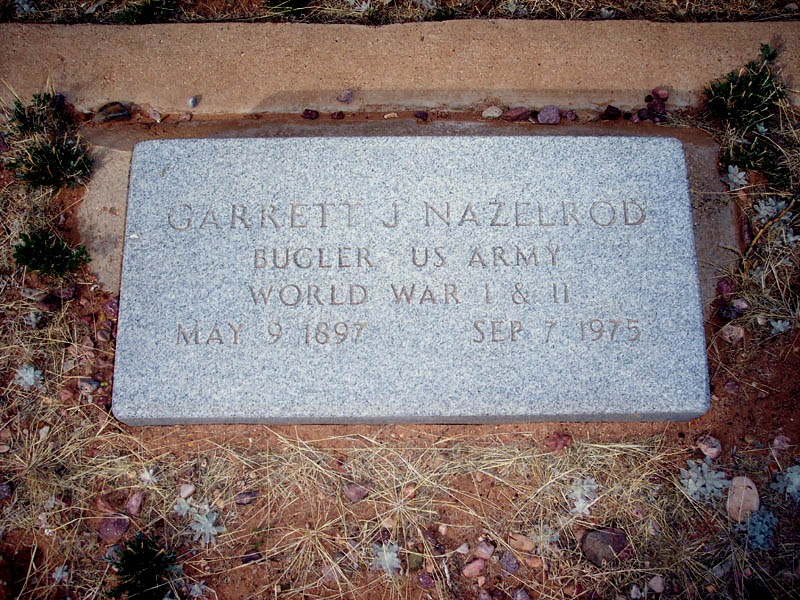 GARRETT J NAZELROD
BUGLER US ARMY
WORLD WAR I & II
MAY 9 1897 SEP 7 1975